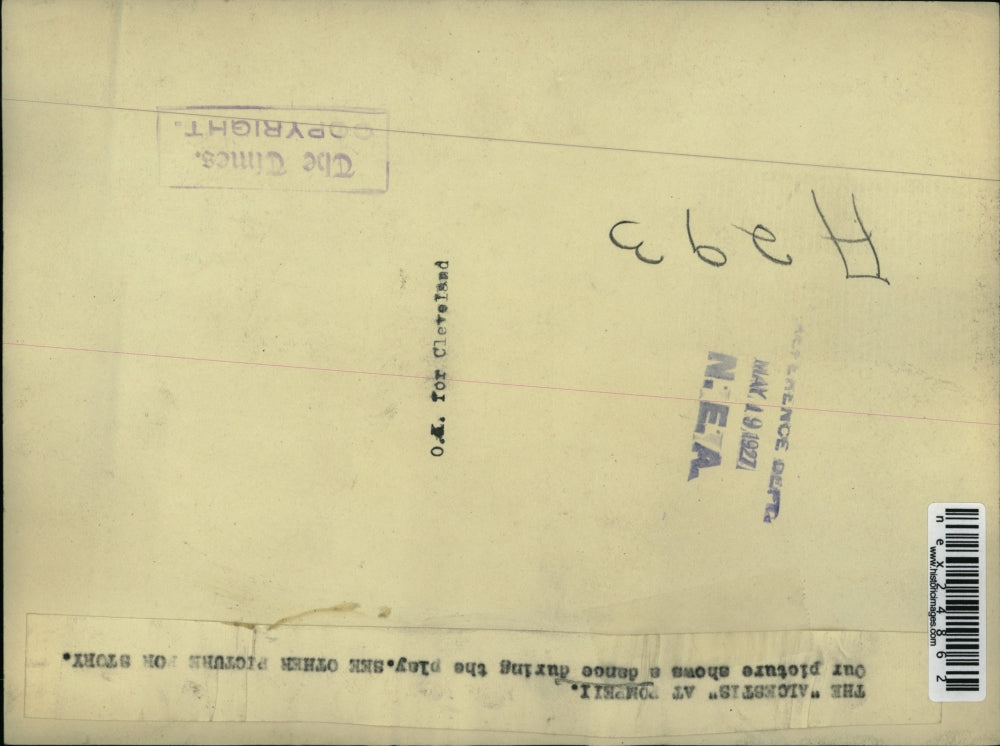 The Times.
COPYRIGHT.
A 293
O.K. for Cleveland
REFERENCE DEPT.
MAY 19 1927
N.E.A.
nex24862
www.historicimages.com
THE "AlCESTIS" AT POMPEII.
Our picture shows a dance during the play.SEE OTHER PICTURE FOR STORY.